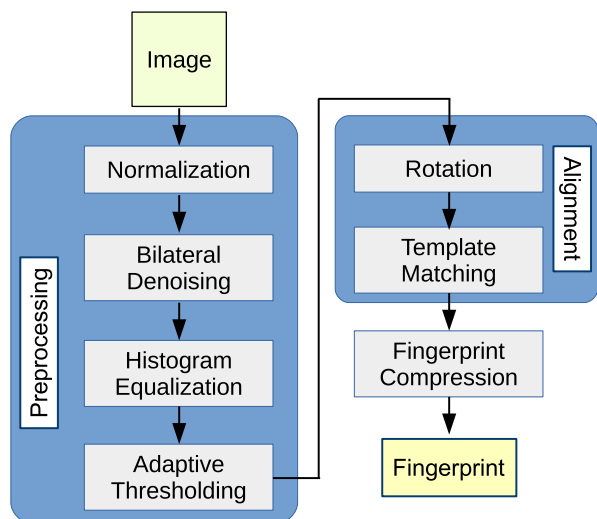 Image
Preprocessing
Normalization
Bilateral
Denoising
Histogram
Equalization
Adaptive
Thresholding
Alignment
Rotation
Template
Matching
Fingerprint
Compression
Fingerprint